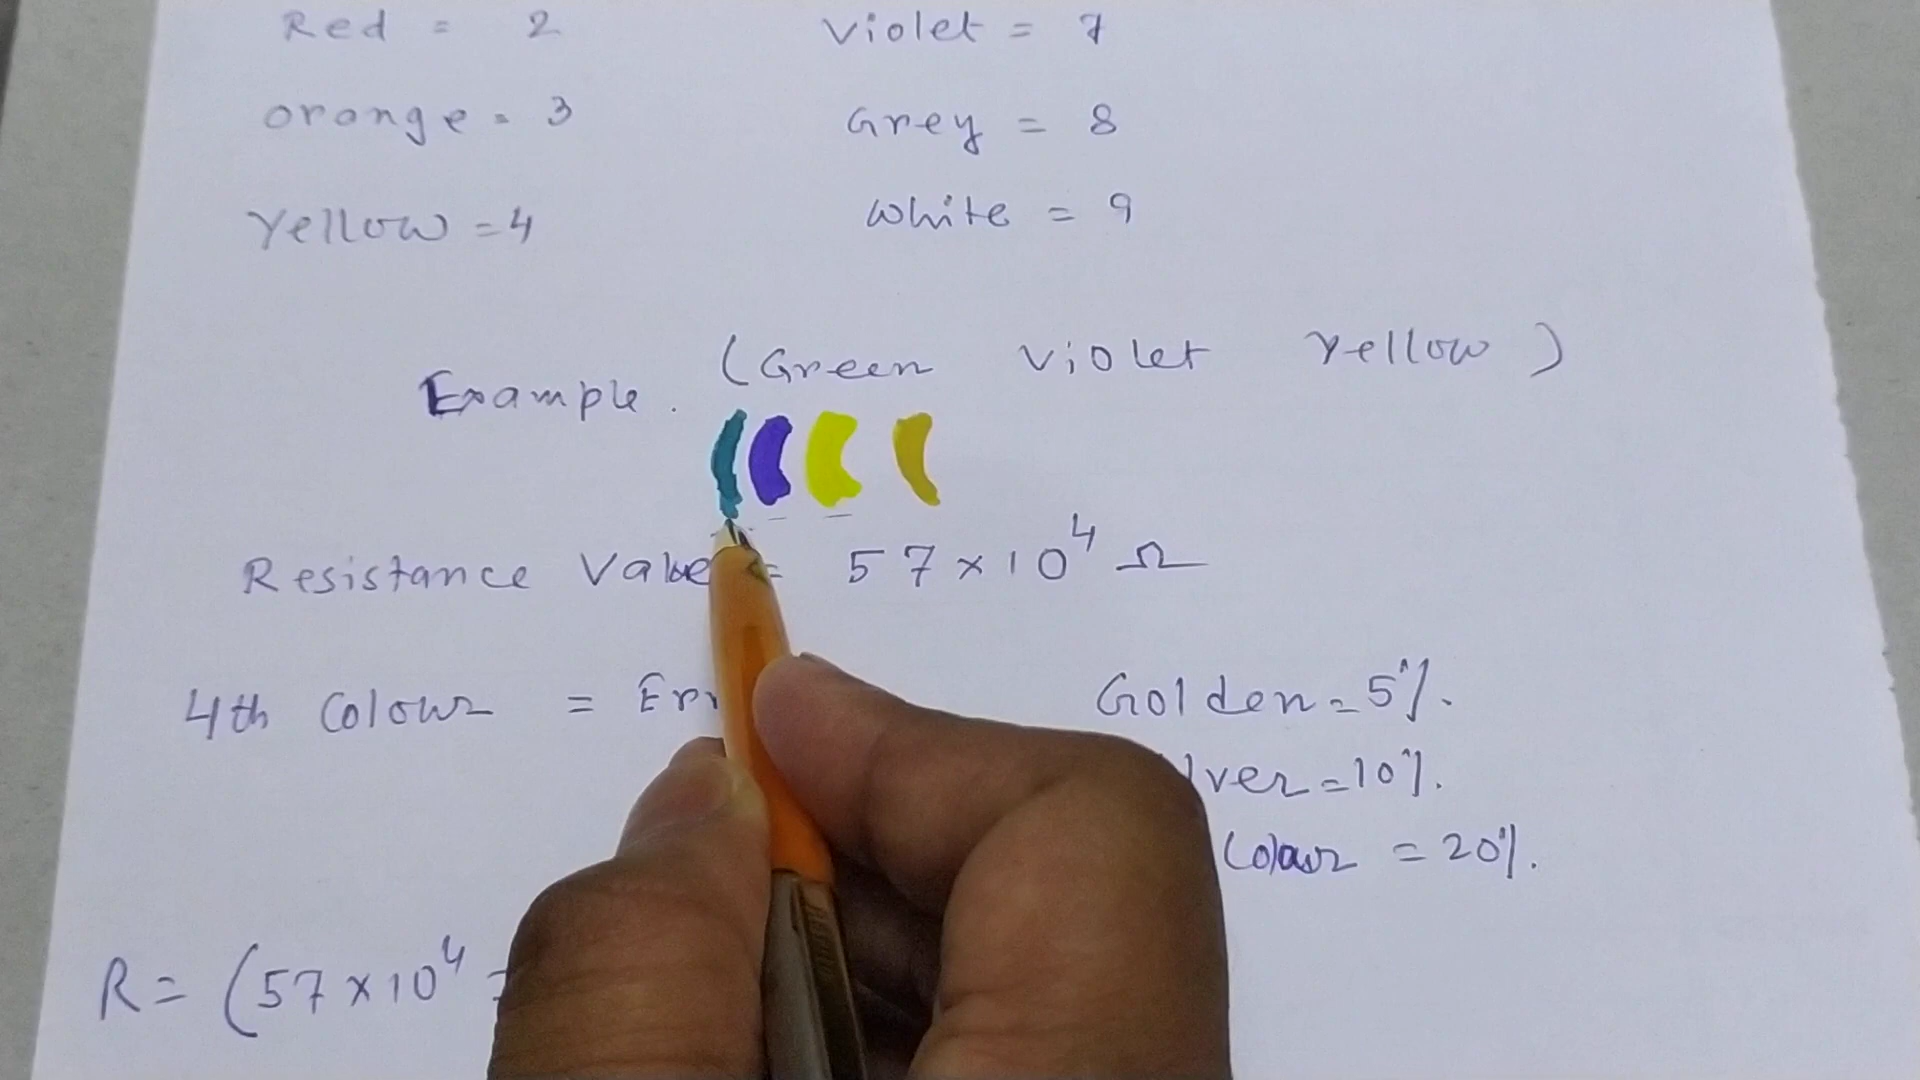 Red = 2 Violet = 7
Orange = 3 Grey = 8
Yellow = 4 White = 9
(Green Violet Yellow)
Example.
Resistance Value = 57 × 10⁴ Ω
4th Colour = Golden = 5%.
= 10%.
Colour = 20%.
R = (57 × 10⁴